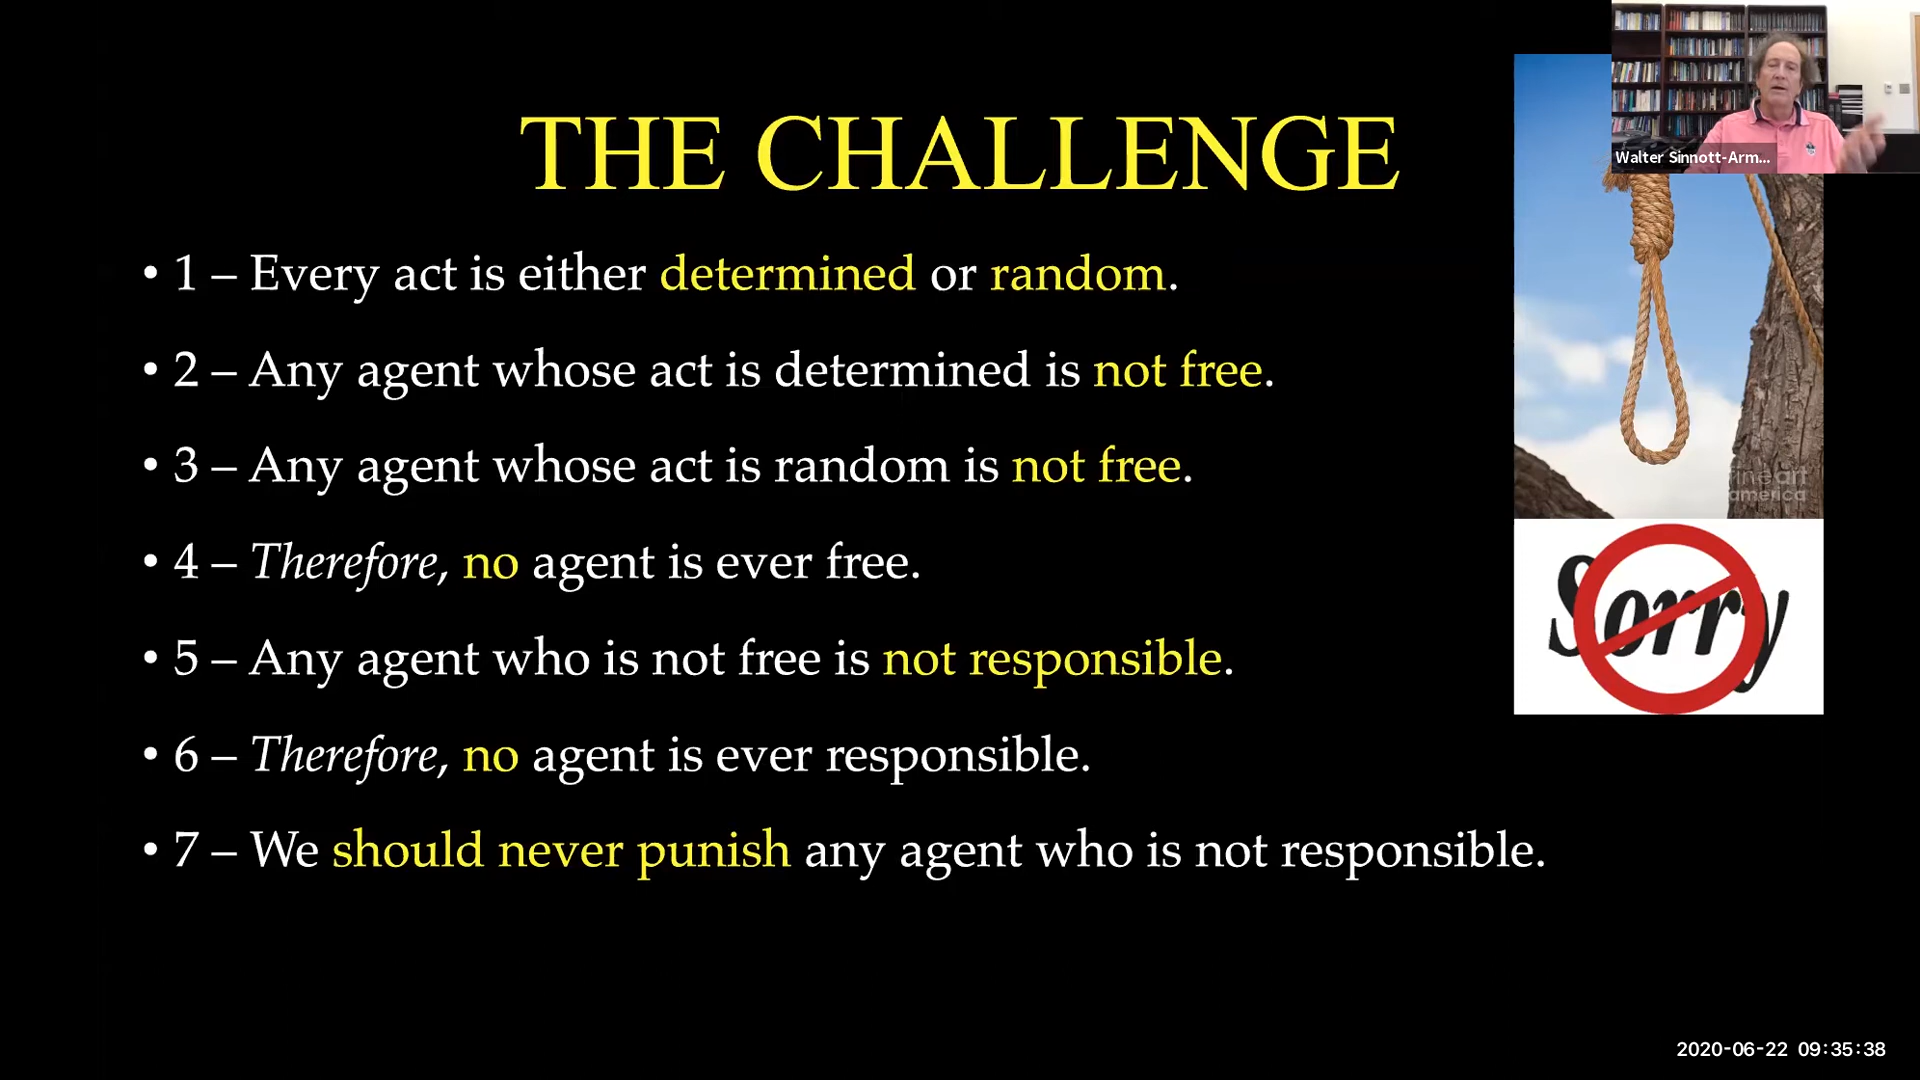 THE CHALLENGE
Walter Sinnott-Arm...
• 1 – Every act is either determined or random.
• 2 – Any agent whose act is determined is not free.
• 3 – Any agent whose act is random is not free.
america
• 4 – Therefore, no agent is ever free.
Sorry
• 5 – Any agent who is not free is not responsible.
• 6 – Therefore, no agent is ever responsible.
• 7 – We should never punish any agent who is not responsible.
2020-06-22 09:35:38